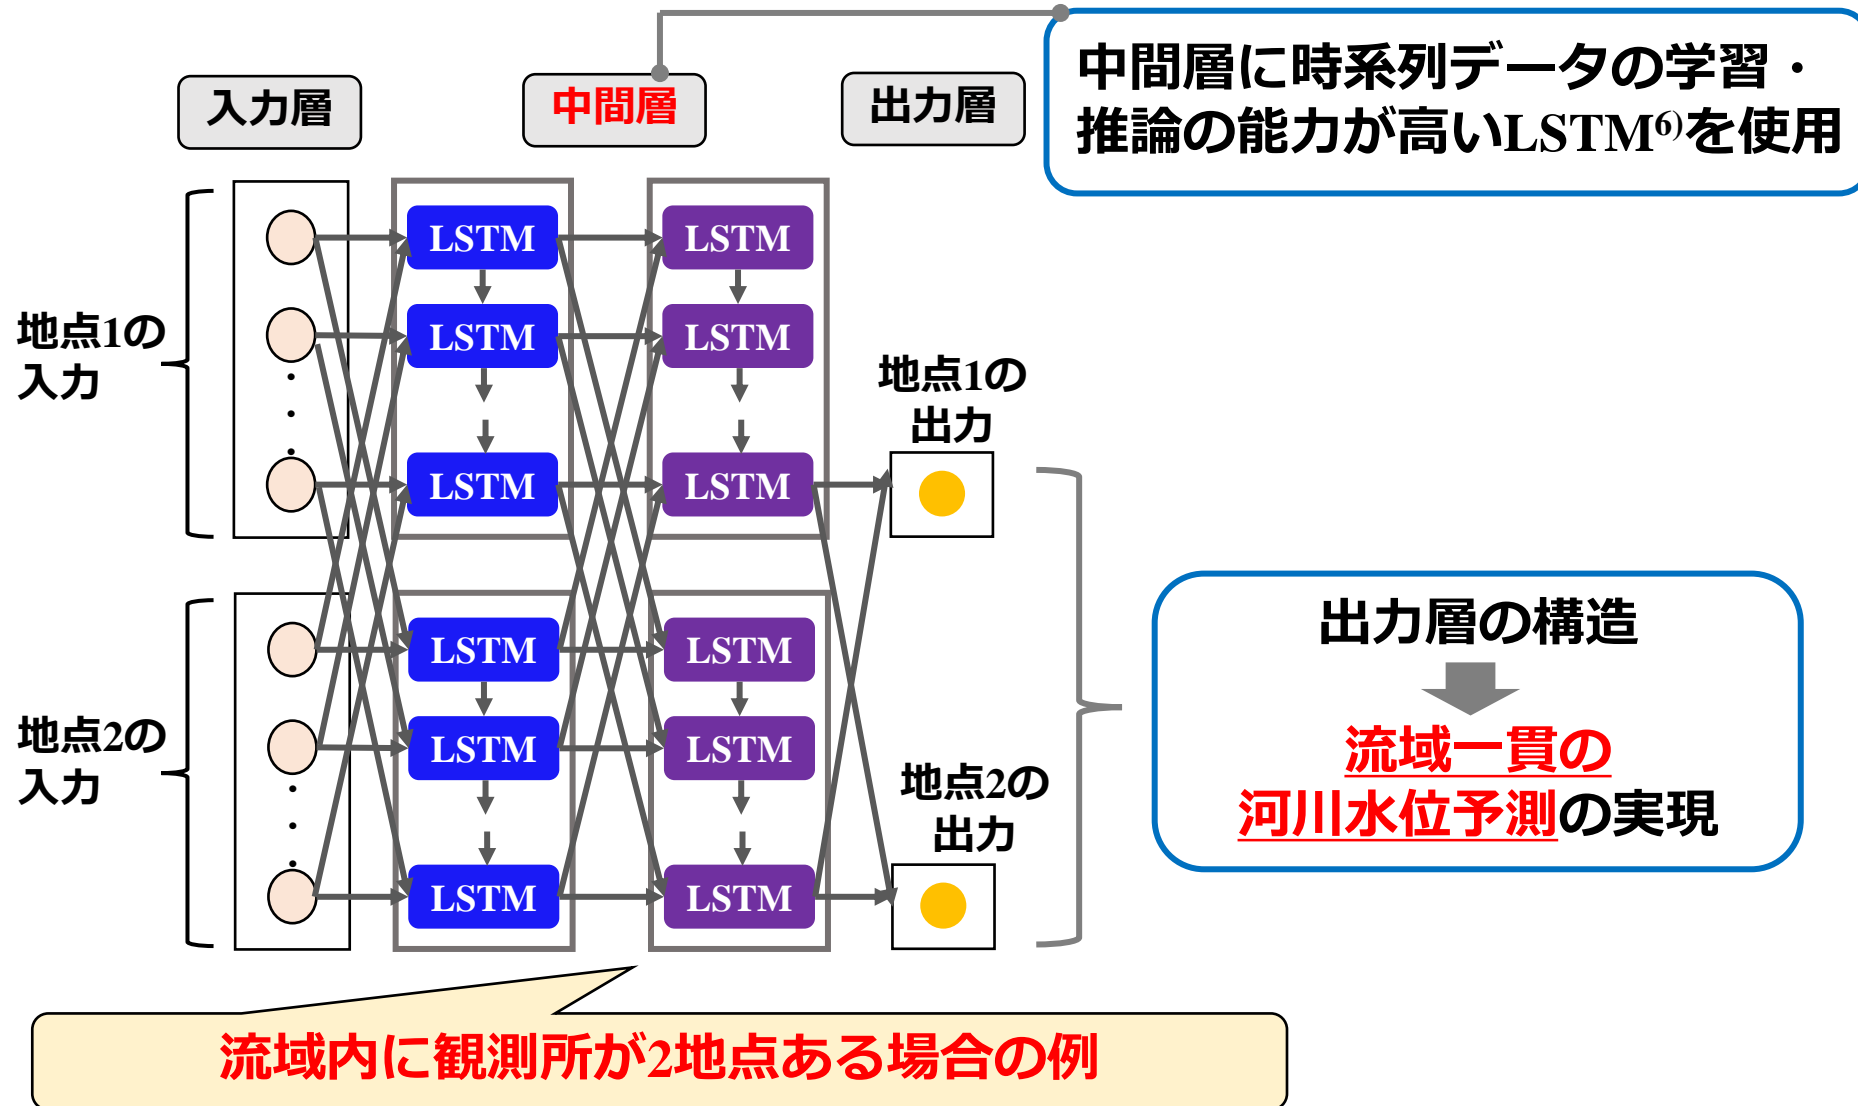 入力層
中間層
出力層
中間層に時系列データの学習・
推論の能力が高いLSTM6)を使用
地点1の
入力
LSTM
LSTM
LSTM
LSTM
LSTM
LSTM
地点1の
出力
地点2の
入力
LSTM
LSTM
LSTM
LSTM
LSTM
LSTM
地点2の
出力
出力層の構造
流域一貫の
河川水位予測の実現
流域内に観測所が2地点ある場合の例